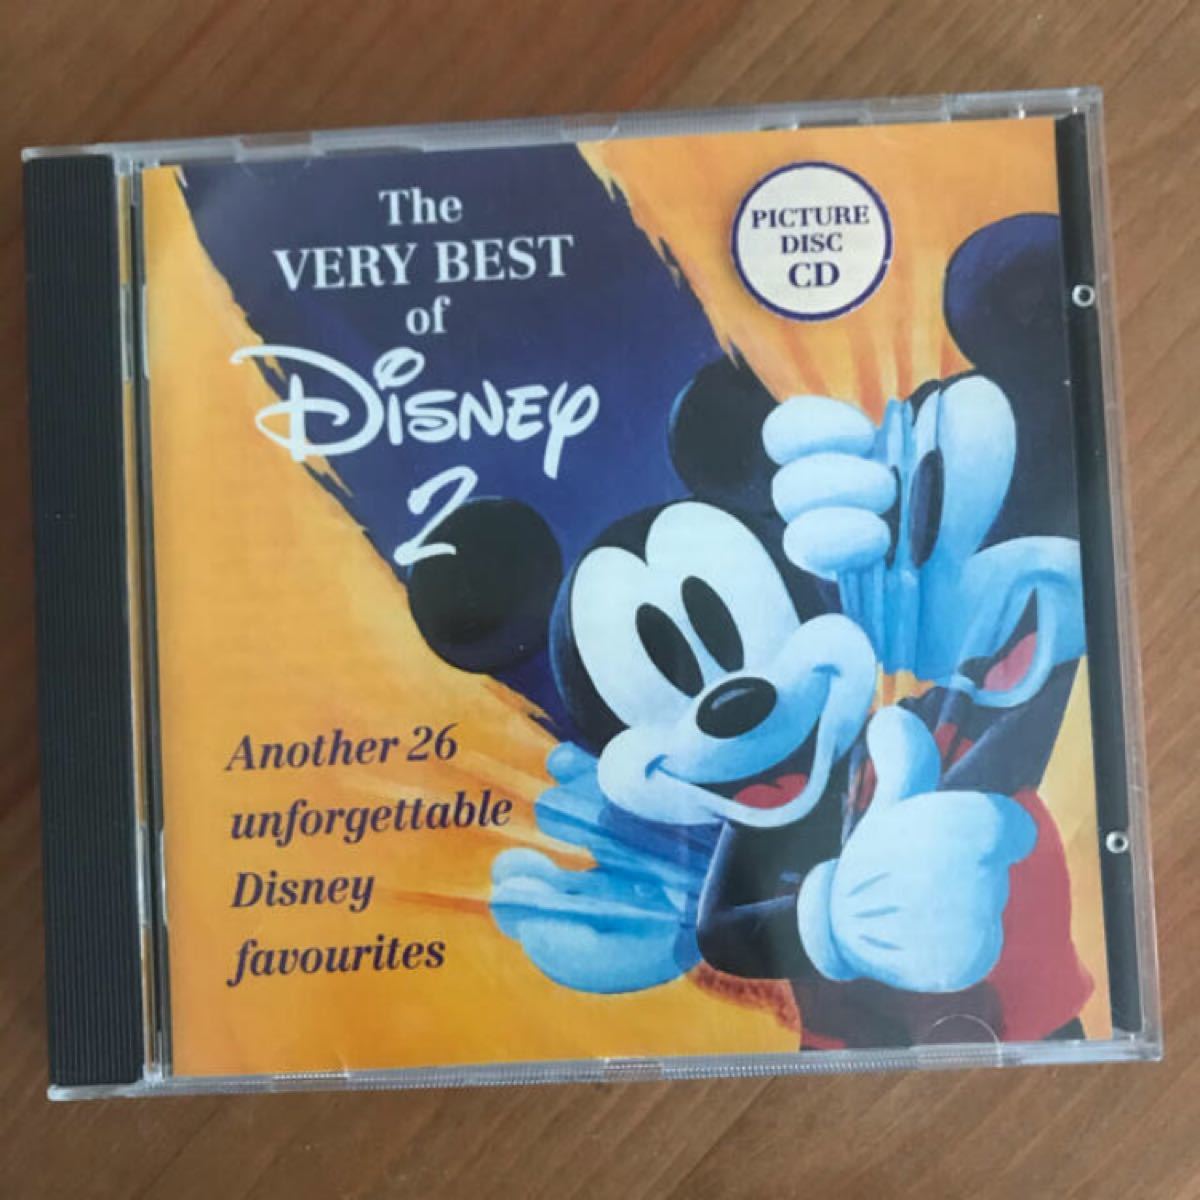 The
VERY BEST
of
Disney
2
PICTURE
DISC
CD
Another 26
unforgettable
Disney
favourites